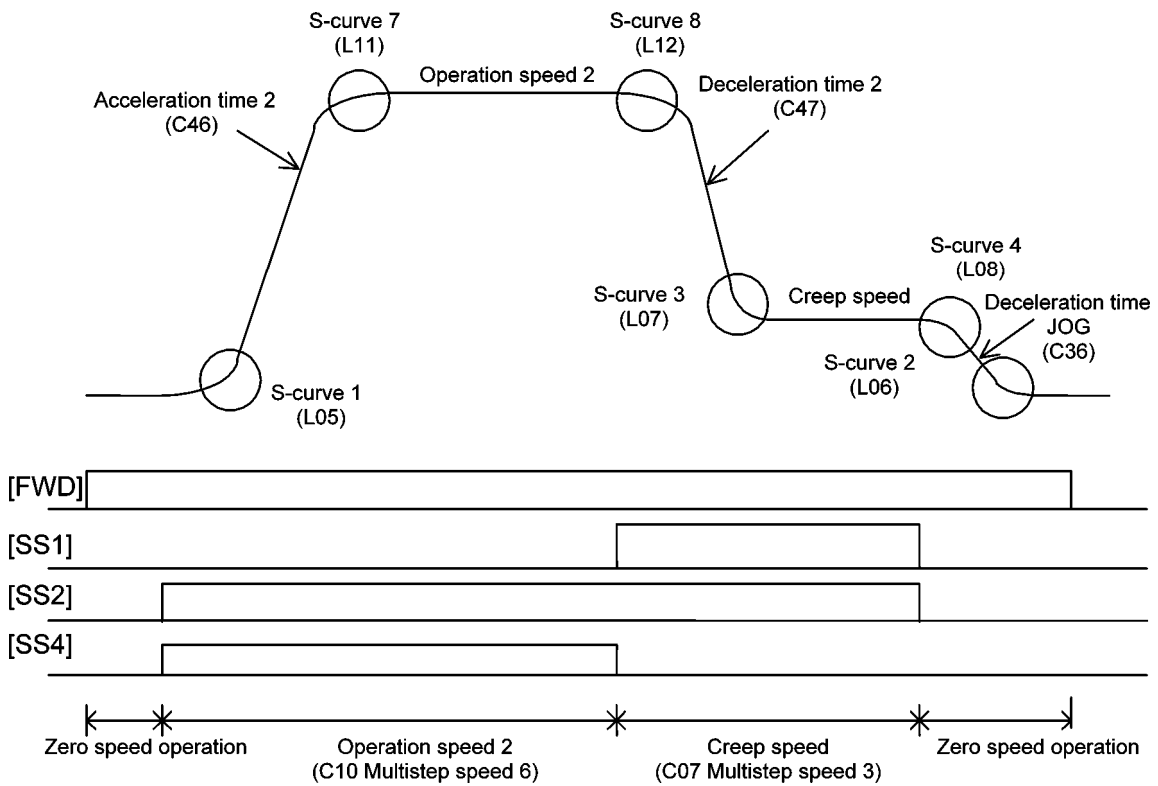 S-curve 7
(L11)
S-curve 8
(L12)
Operation speed 2
Acceleration time 2
(C46)
Deceleration time 2
(C47)
S-curve 4
(L08)
S-curve 3
(L07)
Creep speed
Deceleration time
JOG
(C36)
S-curve 2
(L06)
S-curve 1
(L05)
[FWD]
[SS1]
[SS2]
[SS4]
Zero speed operation
Operation speed 2
(C10 Multistep speed 6)
Creep speed
(C07 Multistep speed 3)
Zero speed operation